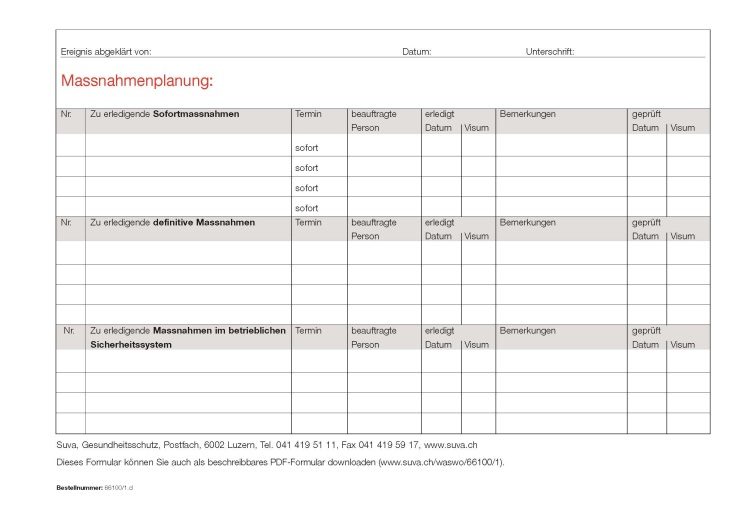 Ereignis abgeklärt von: Datum: Unterschrift:
Massnahmenplanung:
Nr. Zu erledigende Sofortmassnahmen Termin beauftragte erledigt Bemerkungen geprüft
Person Datum Visum Datum Visum
sofort
sofort
sofort
sofort
Nr. Zu erledigende definitive Massnahmen Termin beauftragte erledigt Bemerkungen geprüft
Person Datum Visum Datum Visum
Nr. Zu erledigende Massnahmen im betrieblichen Termin beauftragte erledigt Bemerkungen geprüft
Sicherheitssystem Person Datum Visum Datum Visum
Suva, Gesundheitsschutz, Postfach, 6002 Luzern, Tel. 041 419 51 11, Fax 041 419 59 17, www.suva.ch
Dieses Formular können Sie auch als beschreibbares PDF-Formular downloaden (www.suva.ch/waswo/66100/1).
Bestellnummer: 66100/1.d